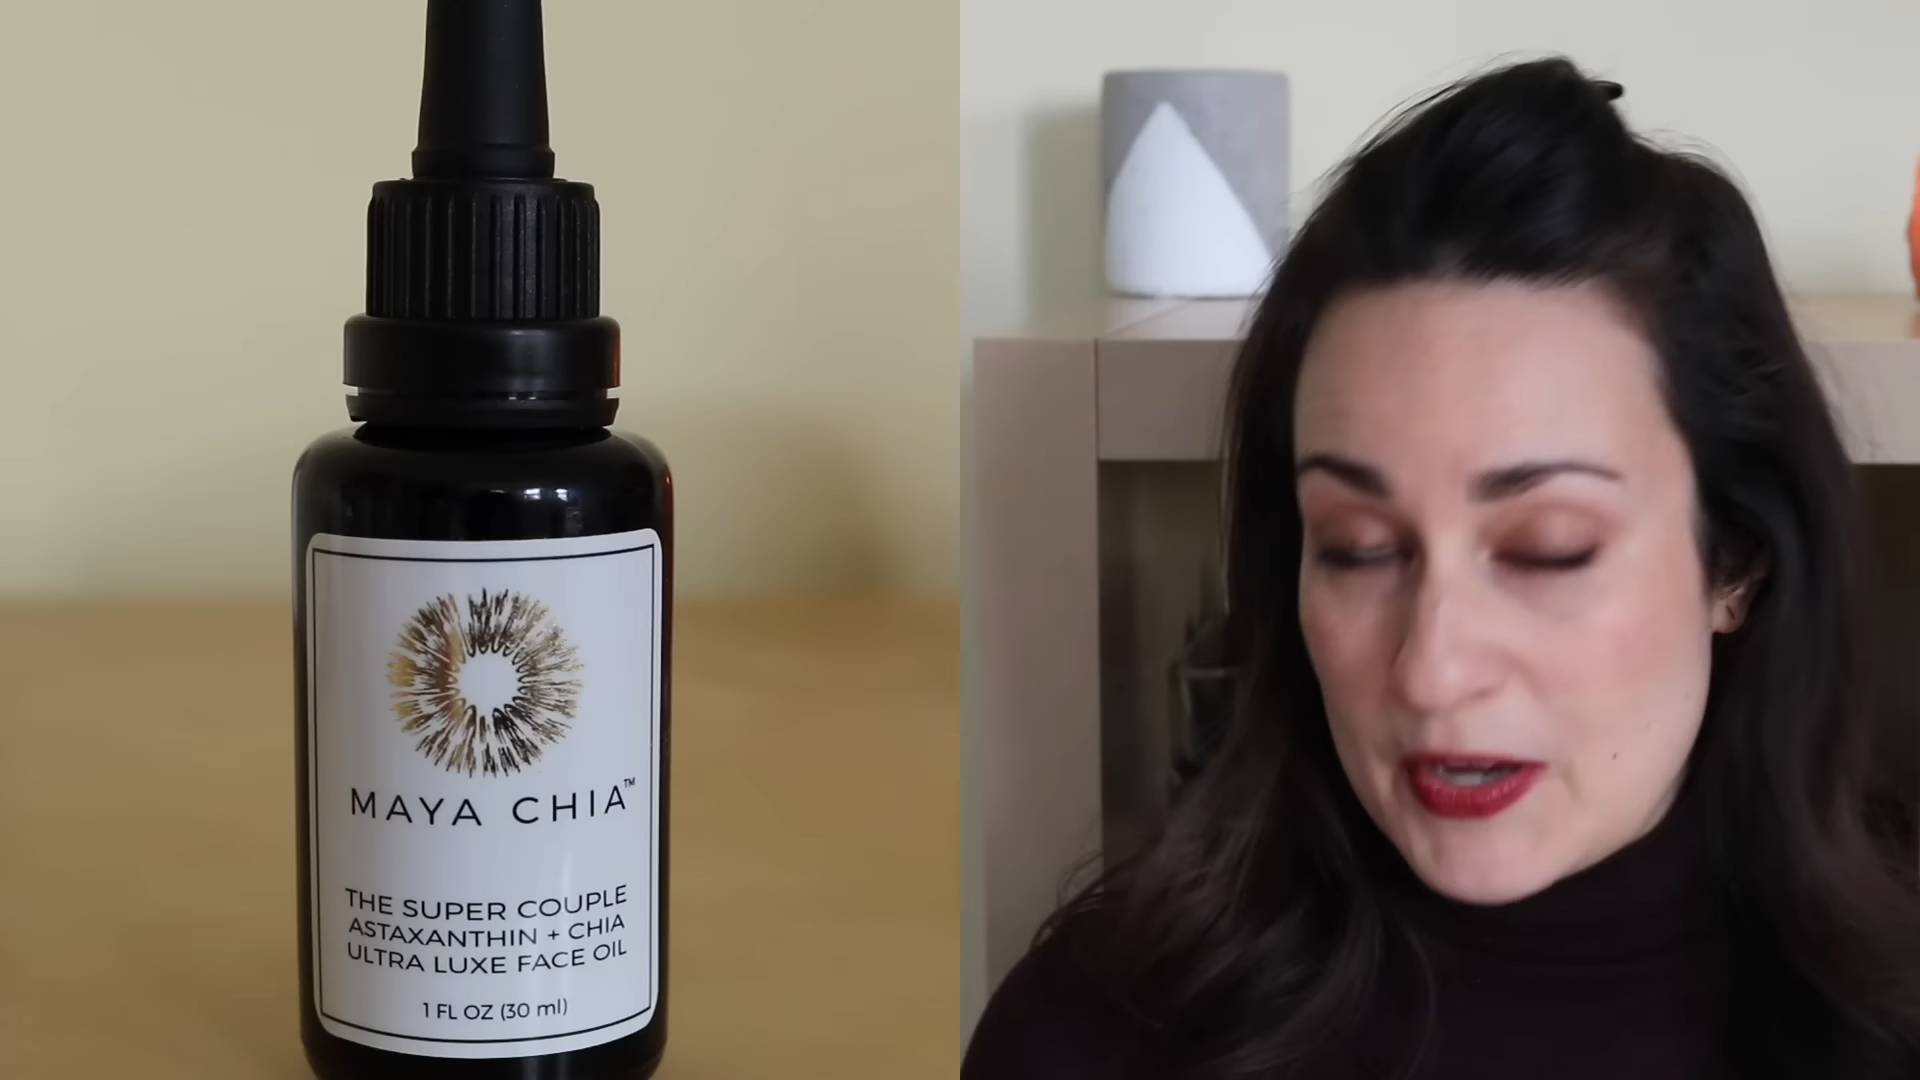 MAYA CHIA™
THE SUPER COUPLE
ASTAXANTHIN + CHIA
ULTRA LUXE FACE OIL
1 FL OZ (30 ml)